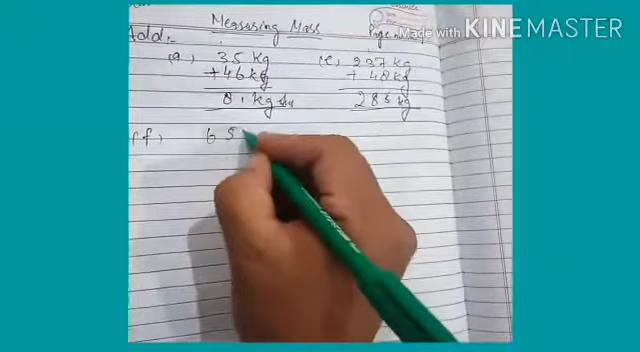 Made with KINEMASTER
Measuring Mass
Add:-
(a) 35 kg (e) 237 kg
+46 kg + 48 kg
81 kg 285 kg
(f) 65